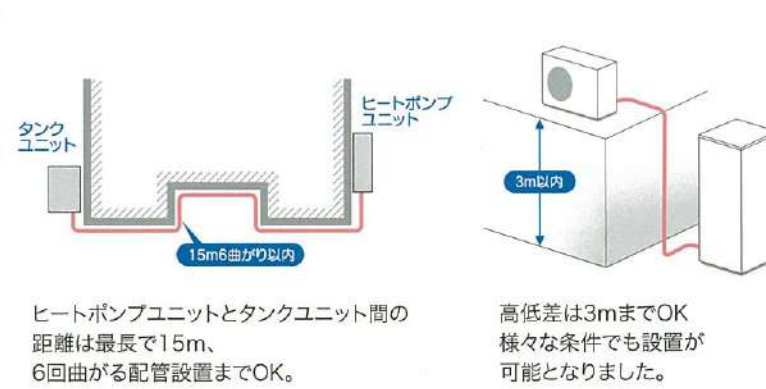 タンク
ユニット
ヒートポンプ
ユニット
15m6曲がり以内
3m以内
ヒートポンプユニットとタンクユニット間の
距離は最長で15m、
6回曲がる配管設置までOK。
高低差は3mまでOK
様々な条件でも設置が
可能となりました。